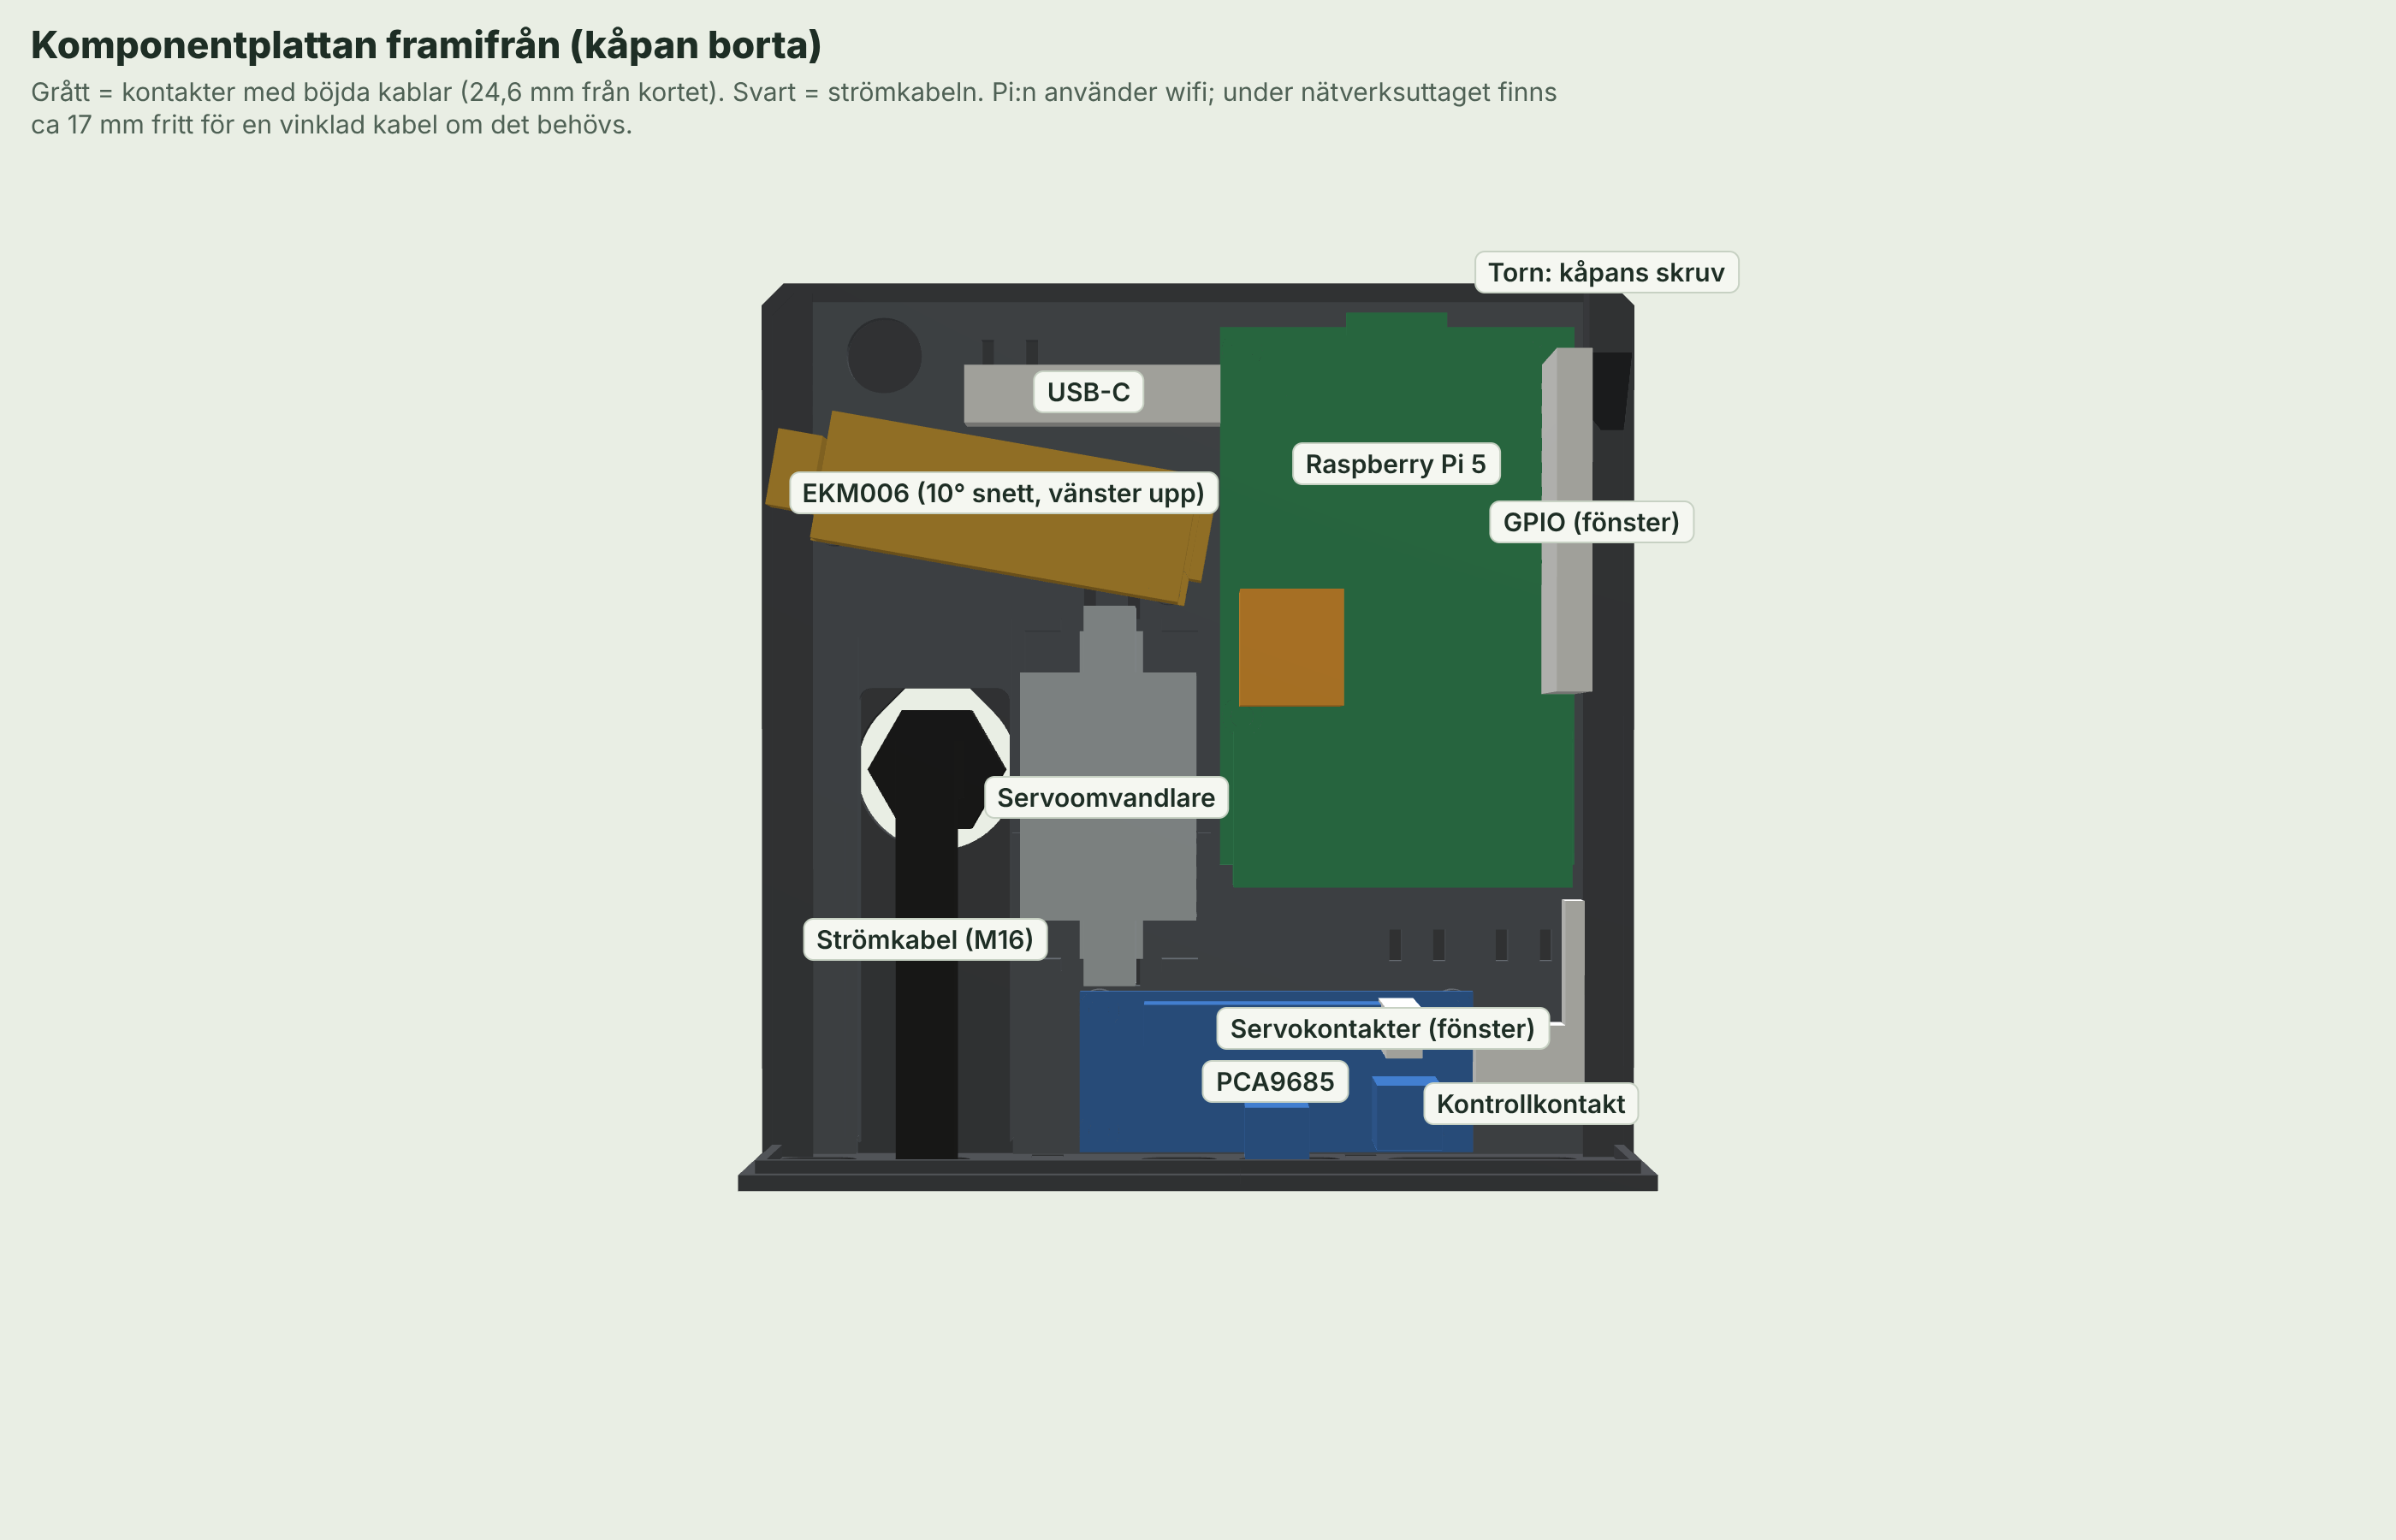 Komponentplattan framifrån (kåpan borta)
Grått = kontakter med böjda kablar (24,6 mm från kortet). Svart = strömkabeln. Pi:n använder wifi; under nätverksuttaget finns
ca 17 mm fritt för en vinklad kabel om det behövs.
Torn: kåpans skruv
USB-C
Raspberry Pi 5
EKM006 (10° snett, vänster upp)
GPIO (fönster)
Servoomvandlare
Strömkabel (M16)
Servokontakter (fönster)
PCA9685
Kontrollkontakt